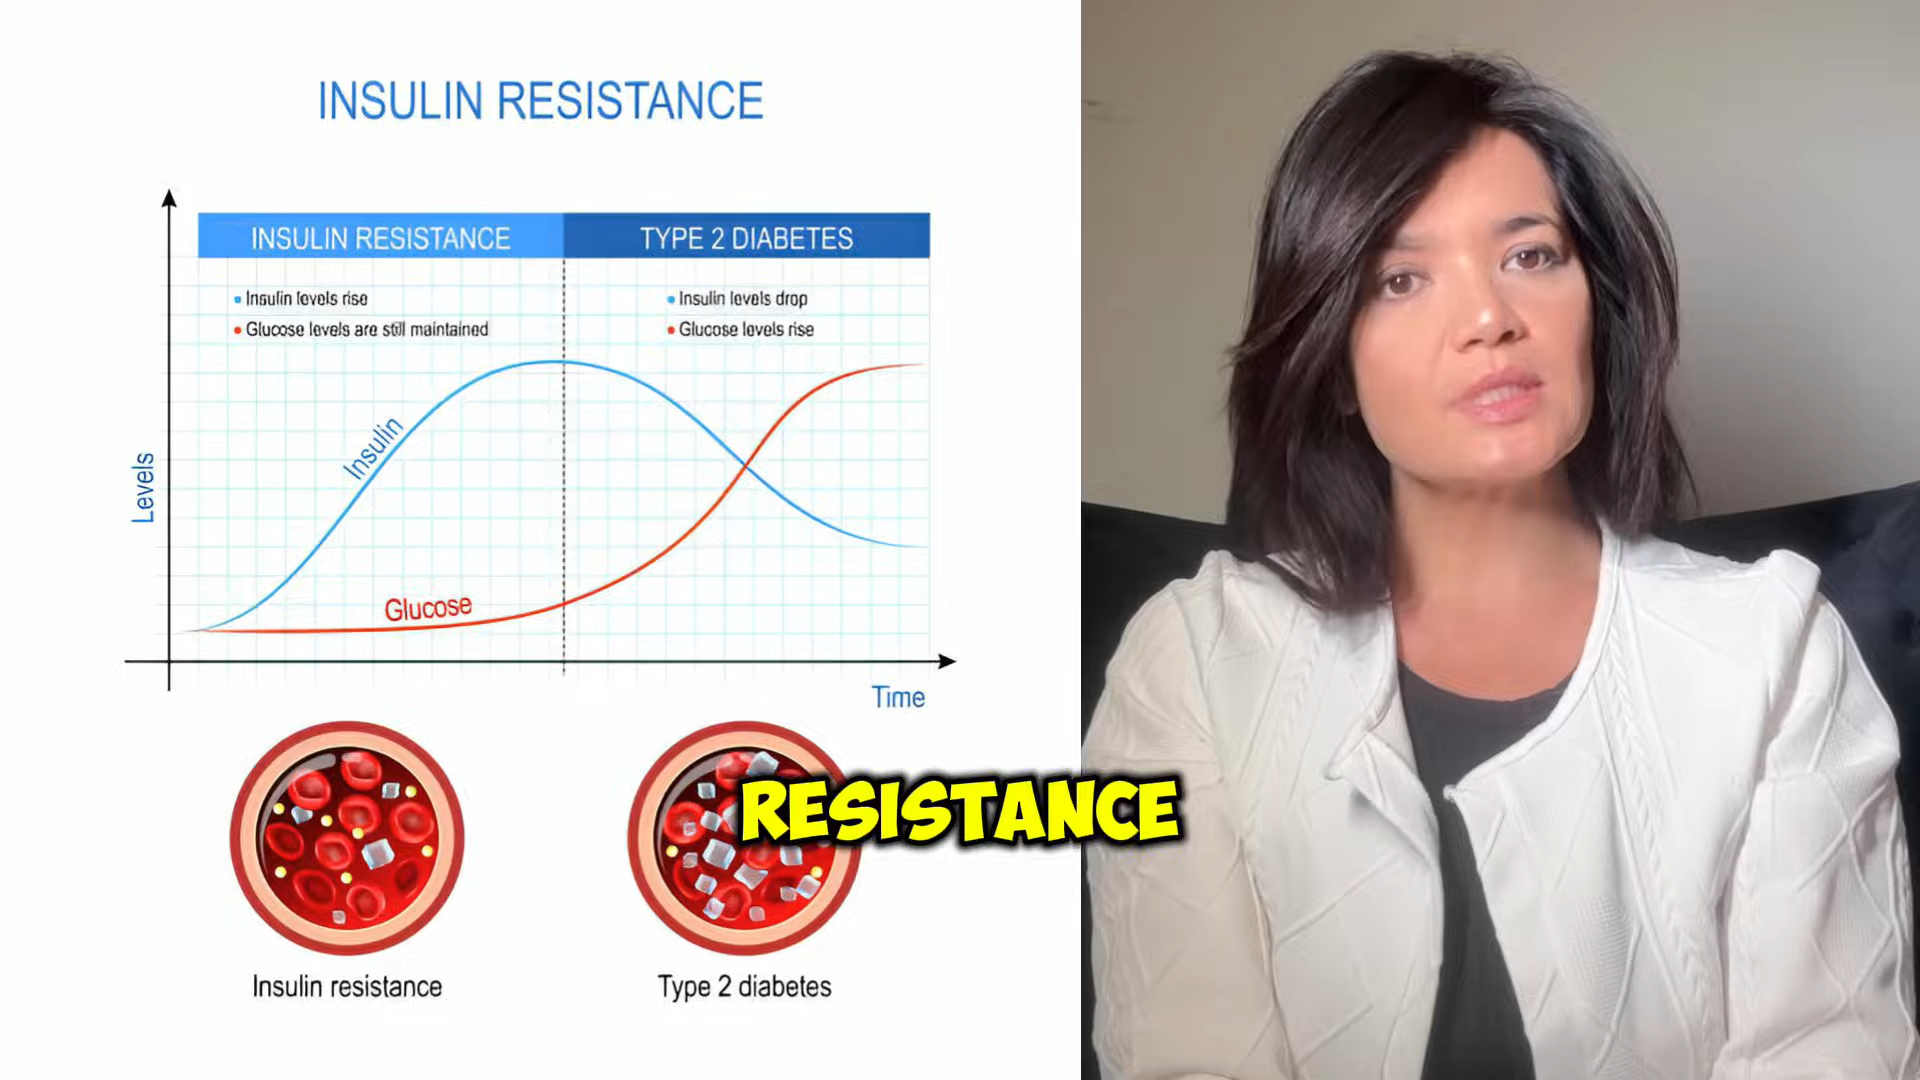 INSULIN RESISTANCE
INSULIN RESISTANCE
TYPE 2 DIABETES
• Insulin levels rise
• Glucose levels are still maintained
• Insulin levels drop
• Glucose levels rise
Levels
Insulin
Glucose
Time
RESISTANCE
Insulin resistance
Type 2 diabetes